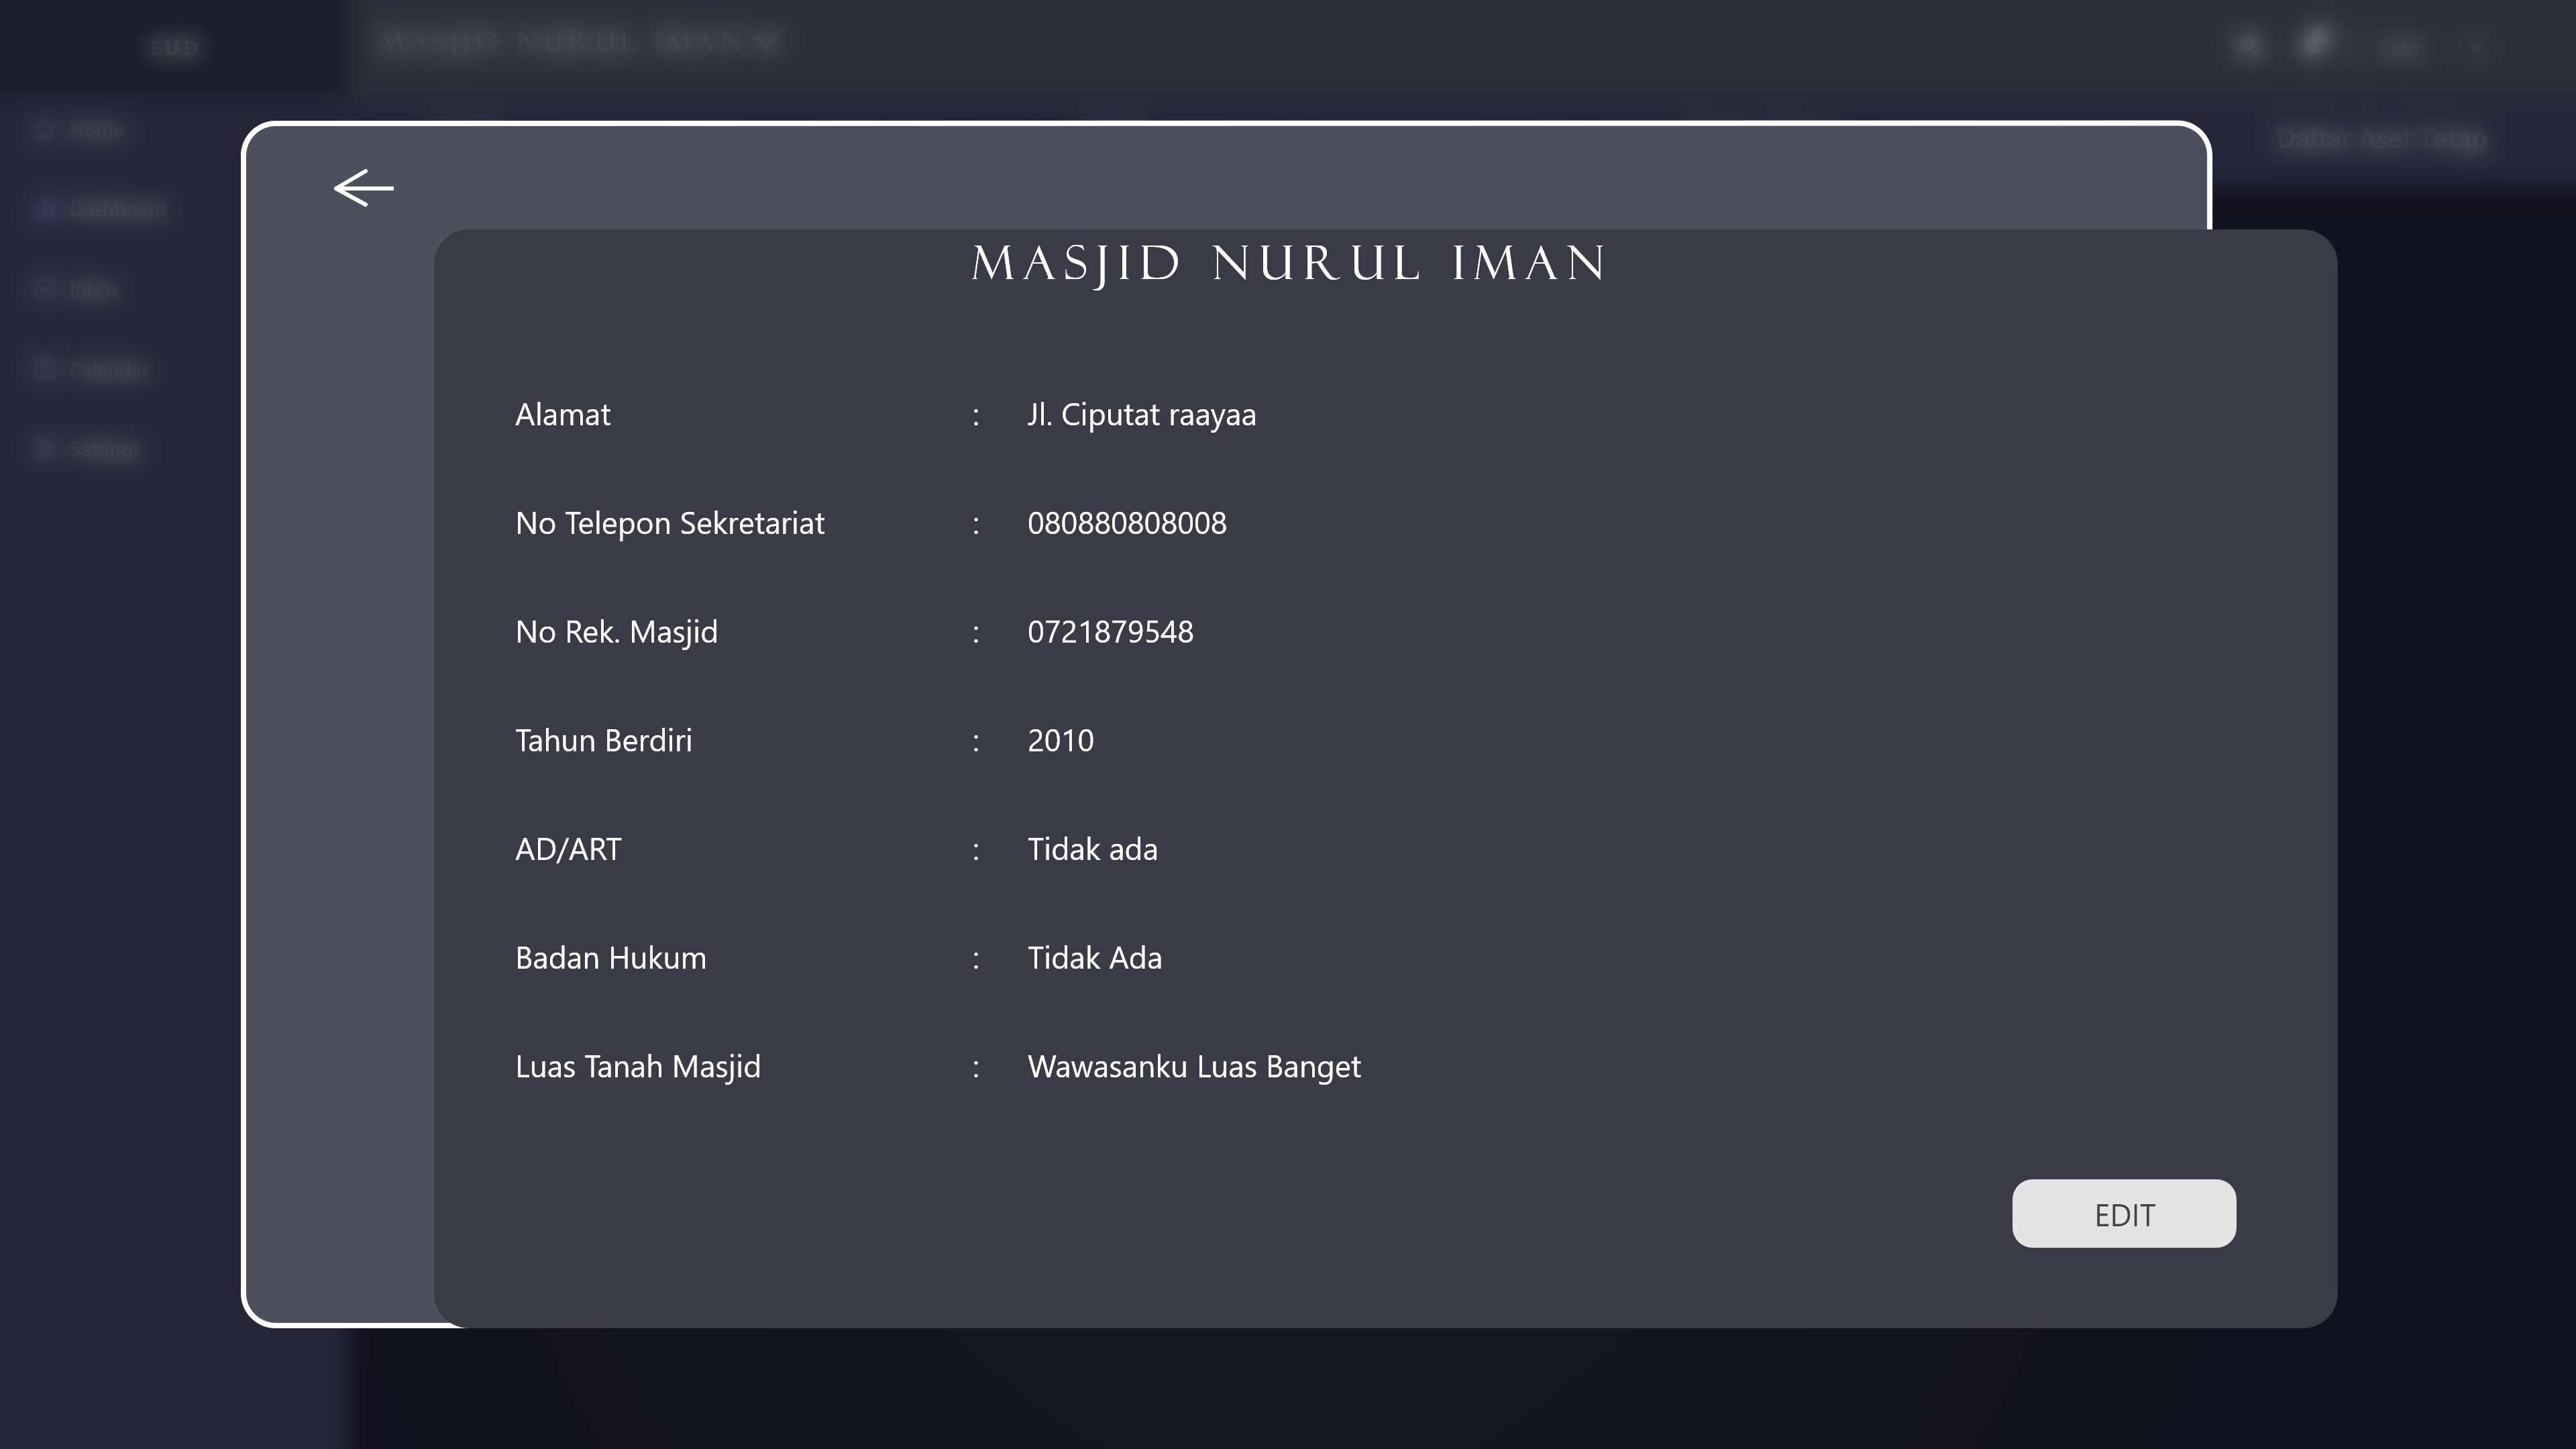 EUD
MASJID NURUL IMAN
Home
Daftar Aset Tetap
Dashboard
Inbox
Calendar
Settings
MASJID NURUL IMAN
Alamat : Jl. Ciputat raayaa
No Telepon Sekretariat : 080880808008
No Rek. Masjid : 0721879548
Tahun Berdiri : 2010
AD/ART : Tidak ada
Badan Hukum : Tidak Ada
Luas Tanah Masjid : Wawasanku Luas Banget
EDIT